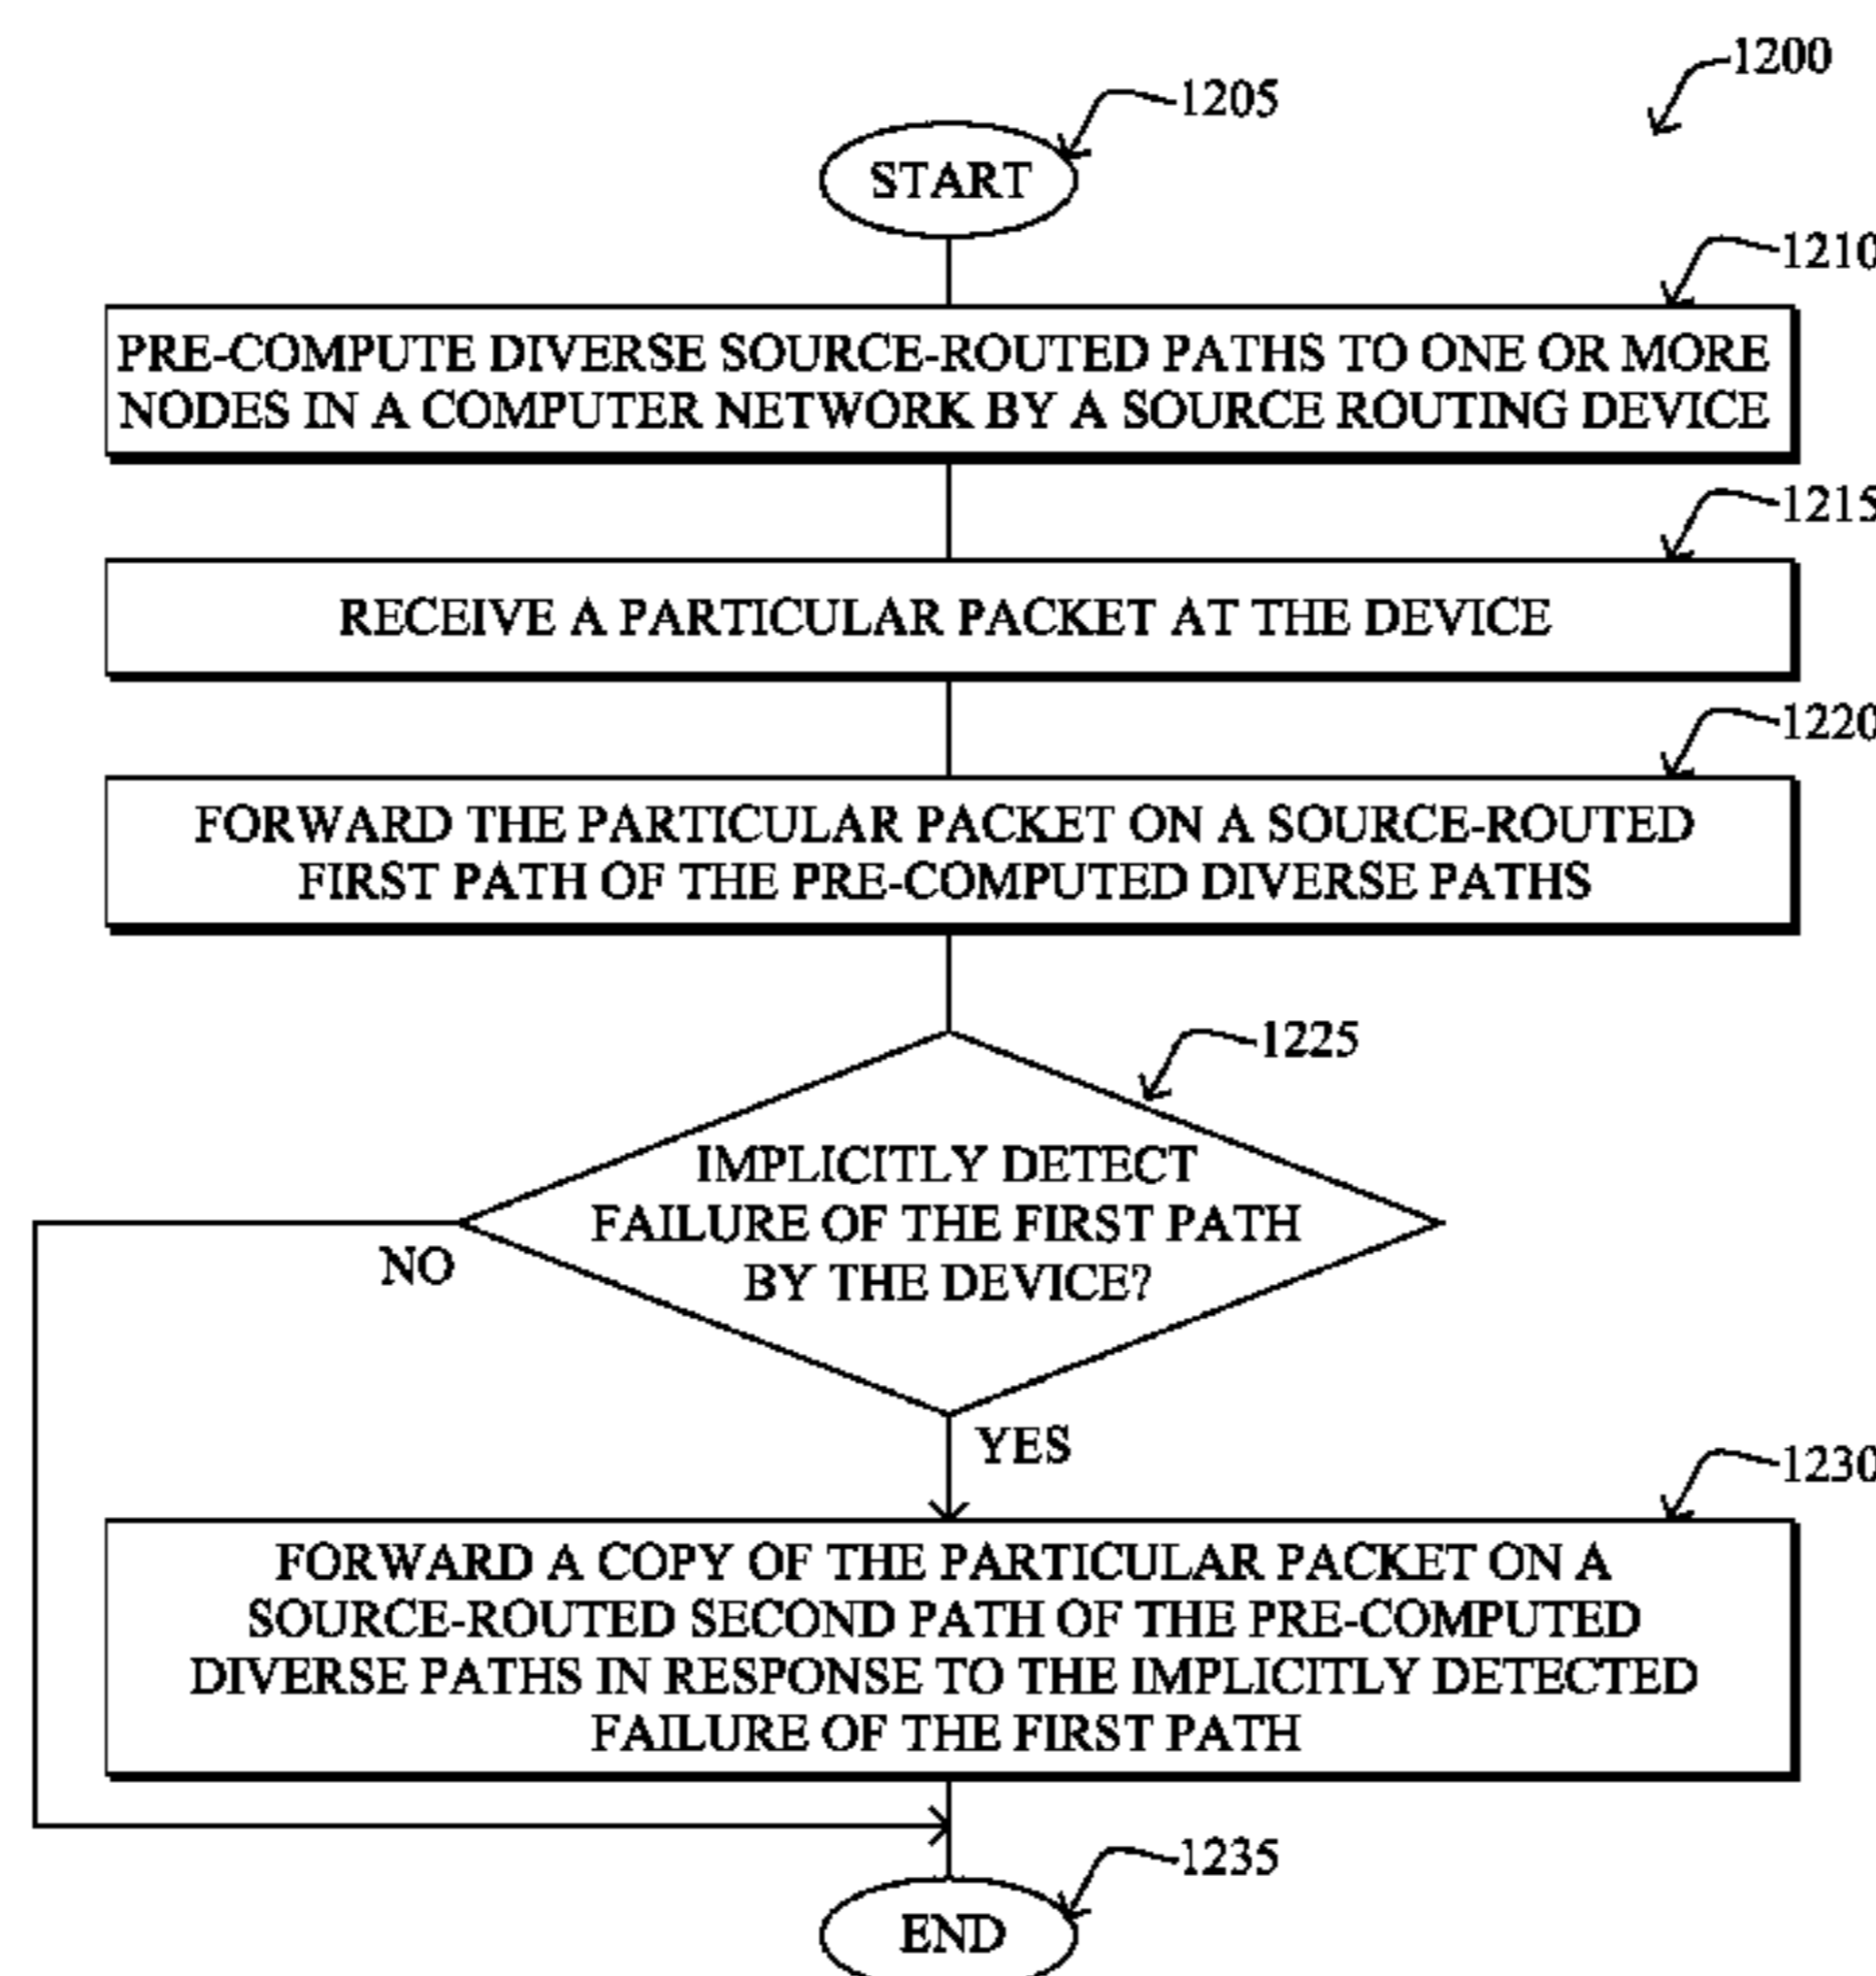 1200
1205
START
1210
PRE-COMPUTE DIVERSE SOURCE-ROUTED PATHS TO ONE OR MORE
NODES IN A COMPUTER NETWORK BY A SOURCE ROUTING DEVICE
1215
RECEIVE A PARTICULAR PACKET AT THE DEVICE
1220
FORWARD THE PARTICULAR PACKET ON A SOURCE-ROUTED
FIRST PATH OF THE PRE-COMPUTED DIVERSE PATHS
1225
IMPLICITLY DETECT
FAILURE OF THE FIRST PATH
BY THE DEVICE?
NO
YES
1230
FORWARD A COPY OF THE PARTICULAR PACKET ON A
SOURCE-ROUTED SECOND PATH OF THE PRE-COMPUTED
DIVERSE PATHS IN RESPONSE TO THE IMPLICITLY DETECTED
FAILURE OF THE FIRST PATH
1235
END